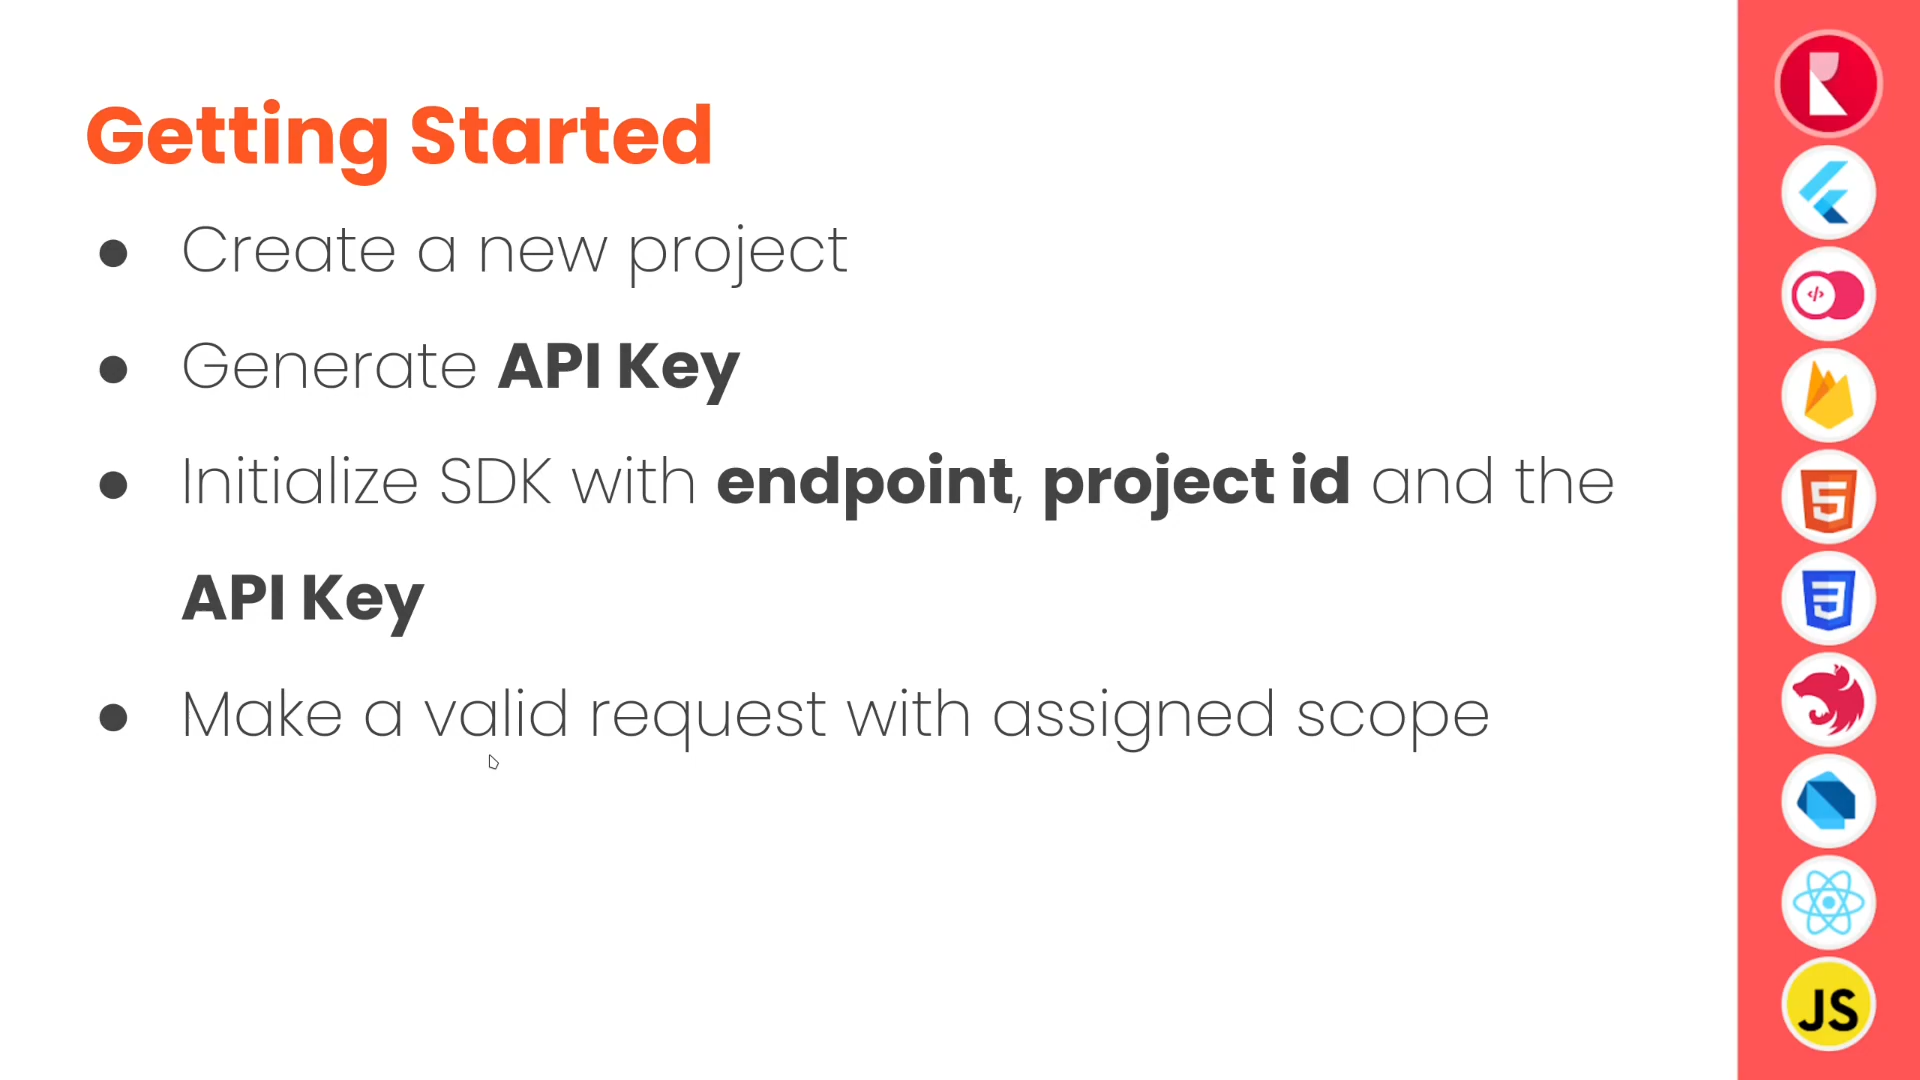 Getting Started
● Create a new project
● Generate API Key
● Initialize SDK with endpoint, project id and the
API Key
● Make a valid request with assigned scope
</>
JS